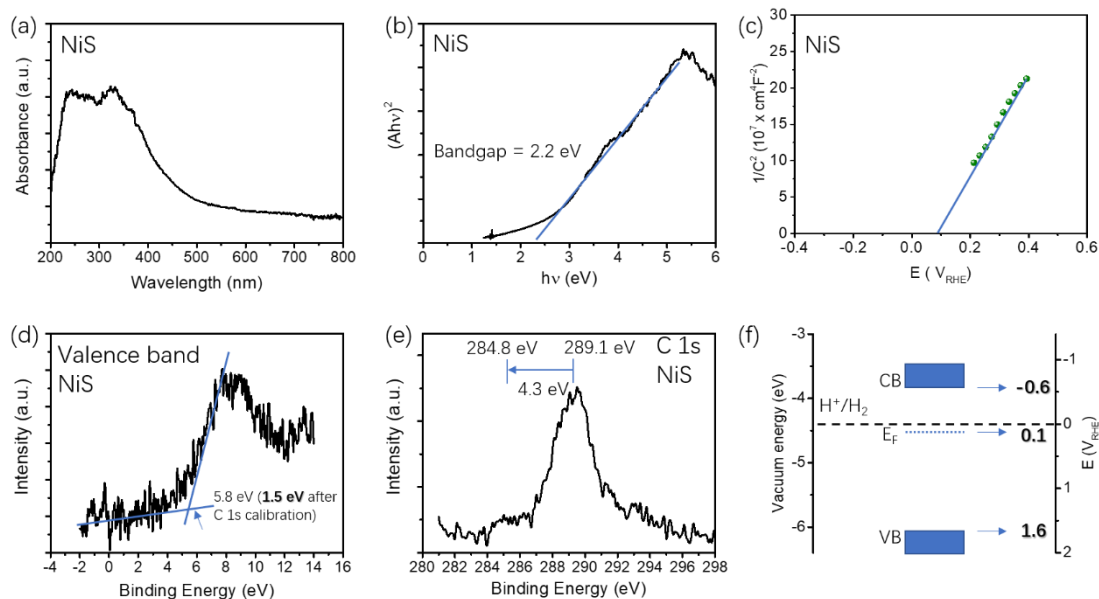 (a)
NiS
Absorbance (a.u.)
200 300 400 500 600 700 800
Wavelength (nm)
(b)
NiS
(Ahν)²
Bandgap = 2.2 eV
0 1 2 3 4 5 6
hν (eV)
(c)
NiS
1/C² (10⁷ x cm⁴F⁻²)
30
25
20
15
10
5
0
-0.4 -0.2 0.0 0.2 0.4 0.6
E ( V_RHE)
(d)
Valence band
NiS
Intensity (a.u.)
5.8 eV (1.5 eV after
C 1s calibration)
-4 -2 0 2 4 6 8 10 12 14 16
Binding Energy (eV)
(e)
C 1s
NiS
284.8 eV
289.1 eV
4.3 eV
Intensity (a.u.)
280 282 284 286 288 290 292 294 296 298
Binding Energy (eV)
(f)
Vacuum energy (eV)
-3
-4
-5
-6
CB
-0.6
H⁺/H₂
E_F
0.1
VB
1.6
-1
0
1
2
E (V_RHE)